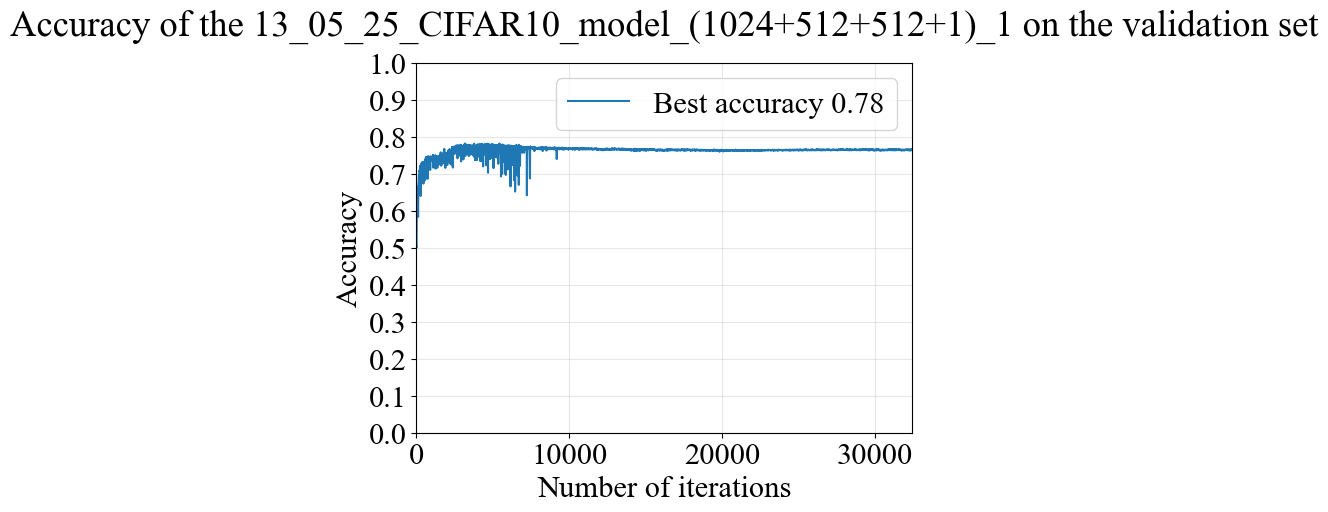 Accuracy of the 13_05_25_CIFAR10_model_(1024+512+512+1)_1 on the validation set
1.0
0.9
0.8
0.7
0.6
0.5
0.4
0.3
0.2
0.1
0.0
Accuracy
Best accuracy 0.78
0 10000 20000 30000
Number of iterations